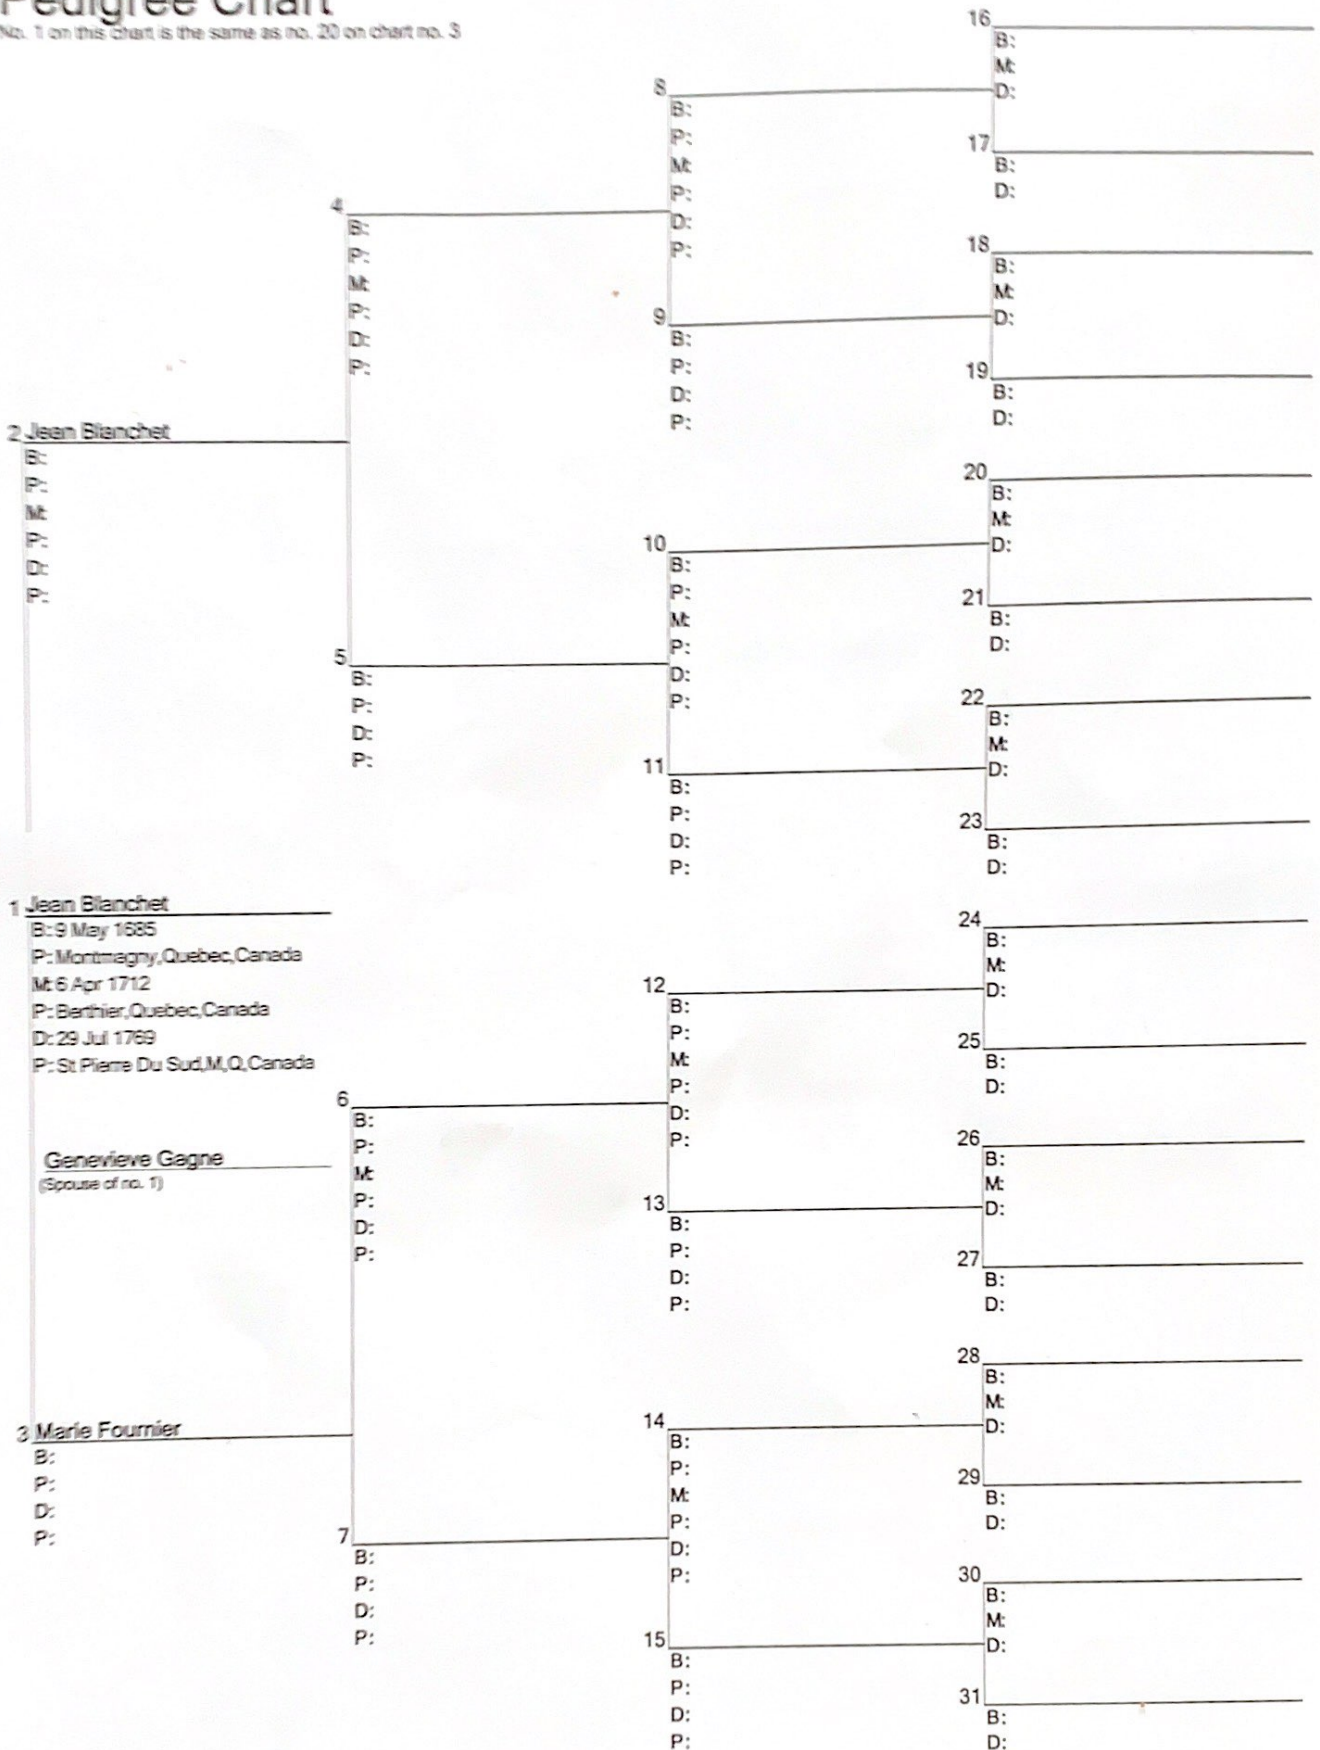 Pedigree Chart
No. 1 on this chart is the same as no. 20 on chart no. 3
2 Jean Blanchet
B:
P:
M:
P:
D:
P:
1 Jean Blanchet
B: 9 May 1685
P: Montmagny,Quebec,Canada
M: 6 Apr 1712
P: Berthier,Quebec,Canada
D: 29 Jul 1769
P: St Pierre Du Sud,M,Q,Canada
Genevieve Gagne
(Spouse of no. 1)
3 Marie Fournier
B:
P:
D:
P:
4
B:
P:
M:
P:
D:
P:
5
B:
P:
D:
P:
6
B:
P:
M:
P:
D:
P:
7
B:
P:
D:
P:
8
B:
P:
M:
P:
D:
P:
9
B:
P:
D:
P:
10
B:
P:
M:
P:
D:
P:
11
B:
P:
D:
P:
12
B:
P:
M:
P:
D:
P:
13
B:
P:
D:
P:
14
B:
P:
M:
P:
D:
P:
15
B:
P:
D:
P:
16
B:
M:
D:
17
B:
D:
18
B:
M:
D:
19
B:
D:
20
B:
M:
D:
21
B:
D:
22
B:
M:
D:
23
B:
D:
24
B:
M:
D:
25
B:
D:
26
B:
M:
D:
27
B:
D:
28
B:
M:
D:
29
B:
D:
30
B:
M:
D:
31
B:
D: